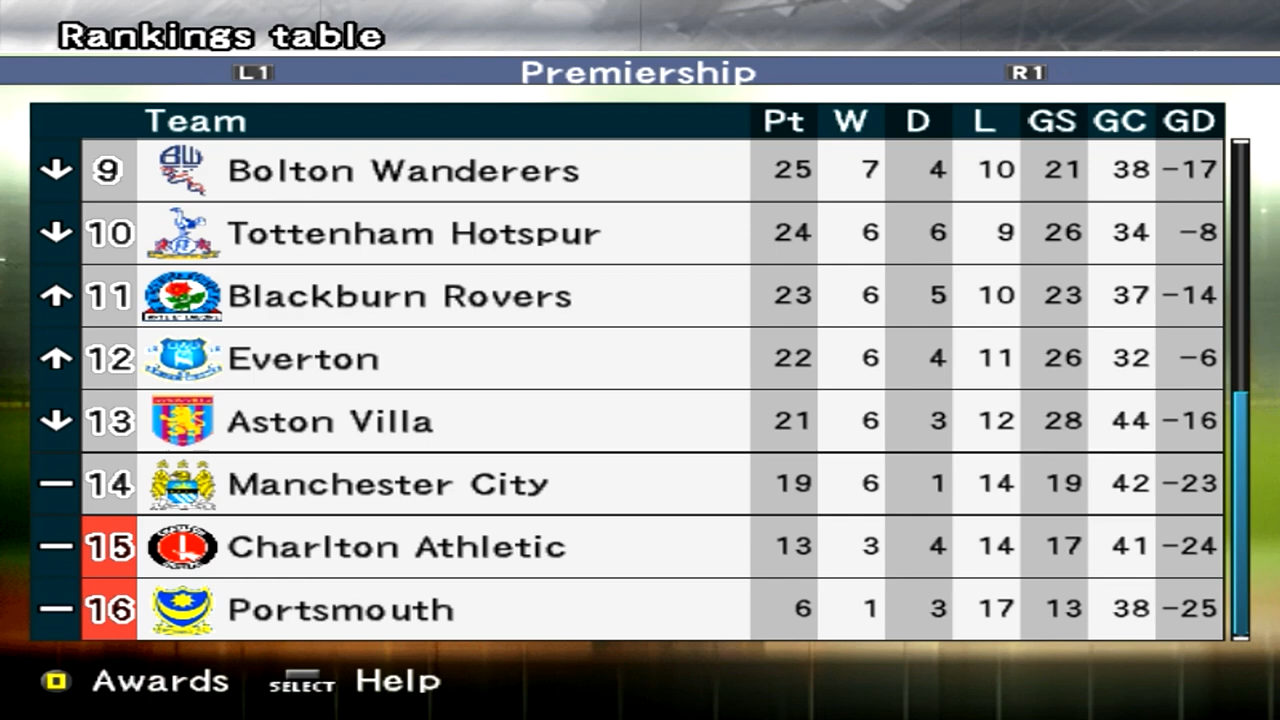 Rankings table
L1 Premiership R1
Team Pt W D L GS GC GD
9 Bolton Wanderers 25 7 4 10 21 38 -17
10 Tottenham Hotspur 24 6 6 9 26 34 -8
11 Blackburn Rovers 23 6 5 10 23 37 -14
12 Everton 22 6 4 11 26 32 -6
13 Aston Villa 21 6 3 12 28 44 -16
14 Manchester City 19 6 1 14 19 42 -23
15 Charlton Athletic 13 3 4 14 17 41 -24
16 Portsmouth 6 1 3 17 13 38 -25
Awards SELECT Help